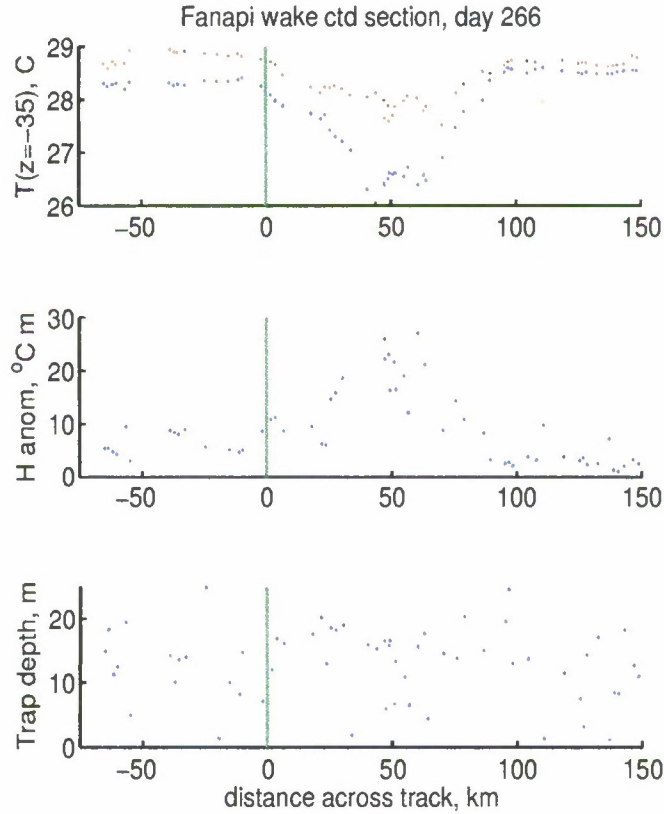 Fanapi wake ctd section, day 266
T(z=−35), C
29
28
27
26
−50 0 50 100 150
H anom, °C m
30
20
10
0
−50 0 50 100 150
Trap depth, m
20
10
0
−50 0 50 100 150
distance across track, km